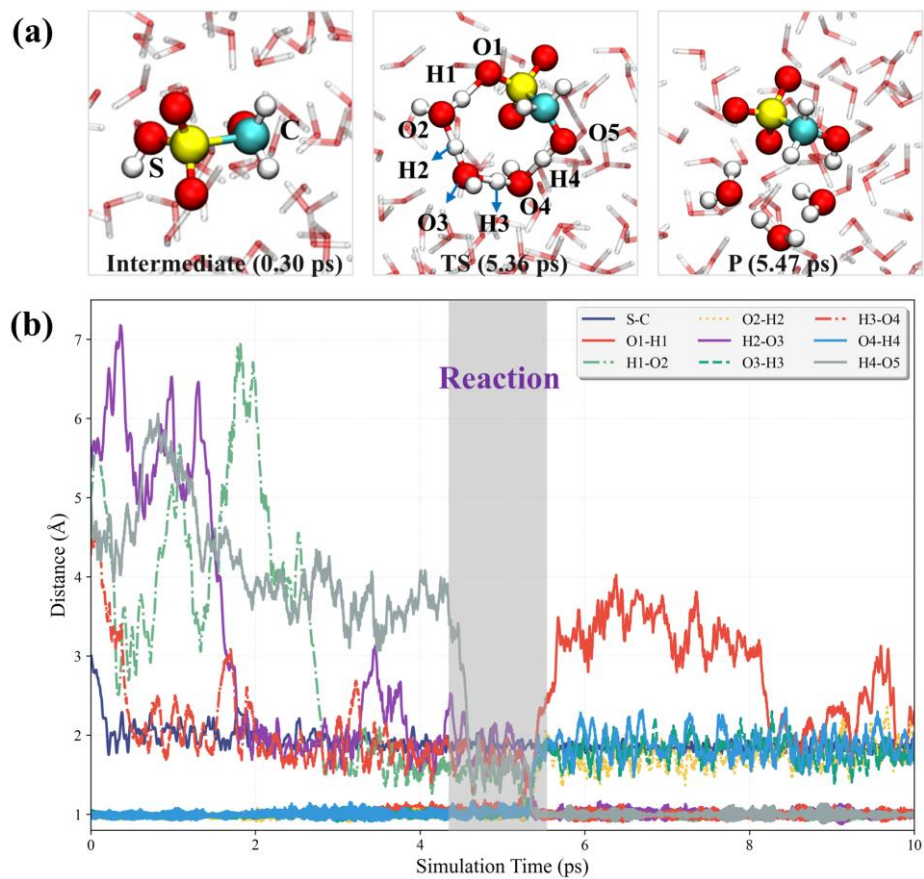 (a)
S
C
Intermediate (0.30 ps)
O1
H1
O2
O5
H2
H4
O3
O4
H3
TS (5.36 ps)
P (5.47 ps)
(b)
S-C
O1-H1
H1-O2
O2-H2
H2-O3
O3-H3
H3-O4
O4-H4
H4-O5
Reaction
Distance (Å)
7
6
5
4
3
2
1
0
2
4
6
8
10
Simulation Time (ps)